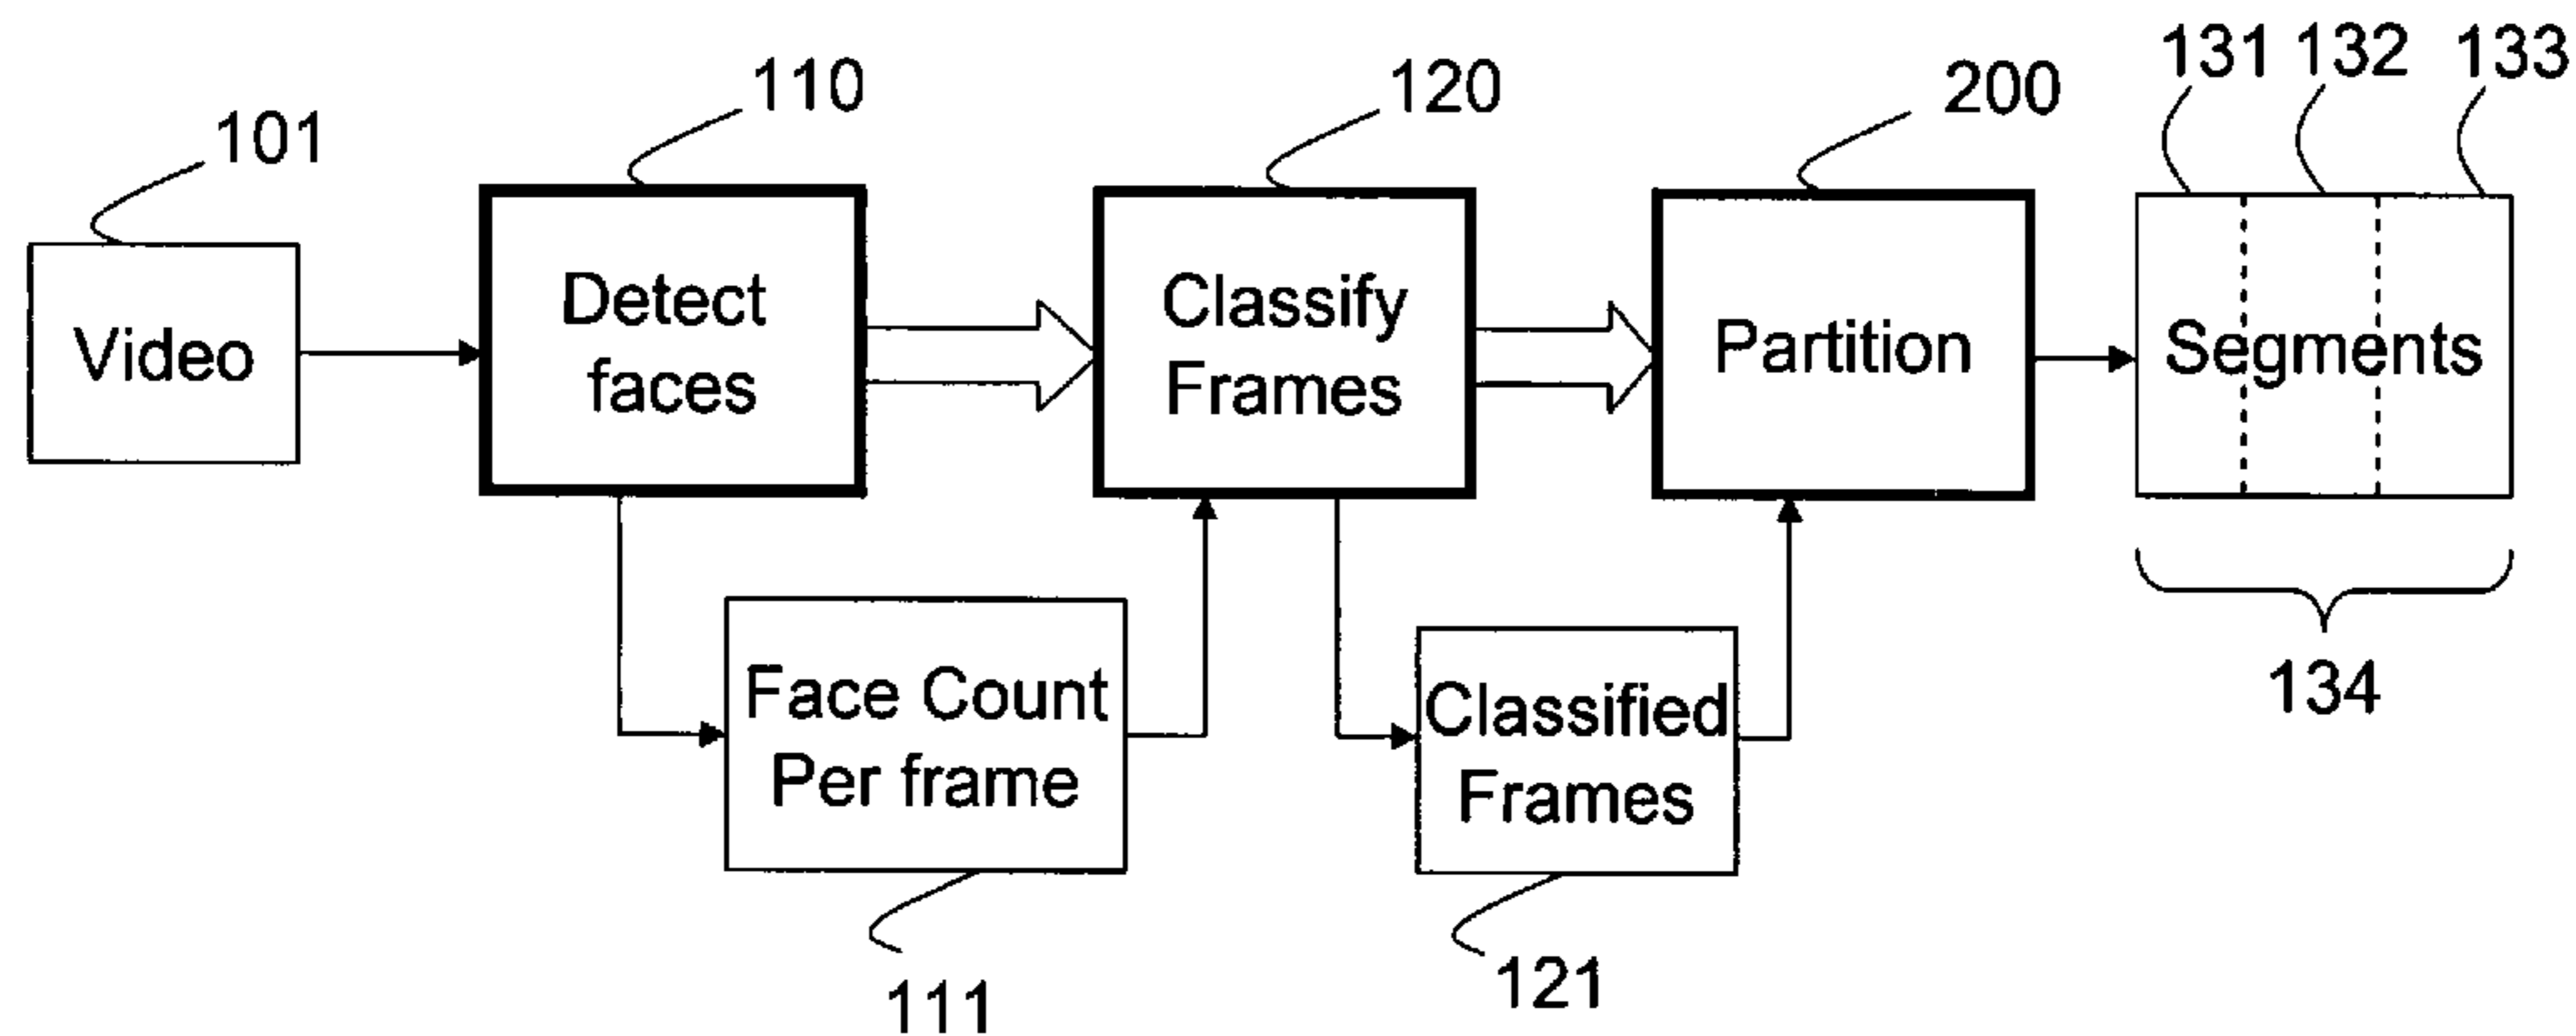 131 132 133
110
120
200
101
Video
Detect
faces
Classify
Frames
Partition
Segments
Face Count
Per frame
Classified
Frames
134
111
121